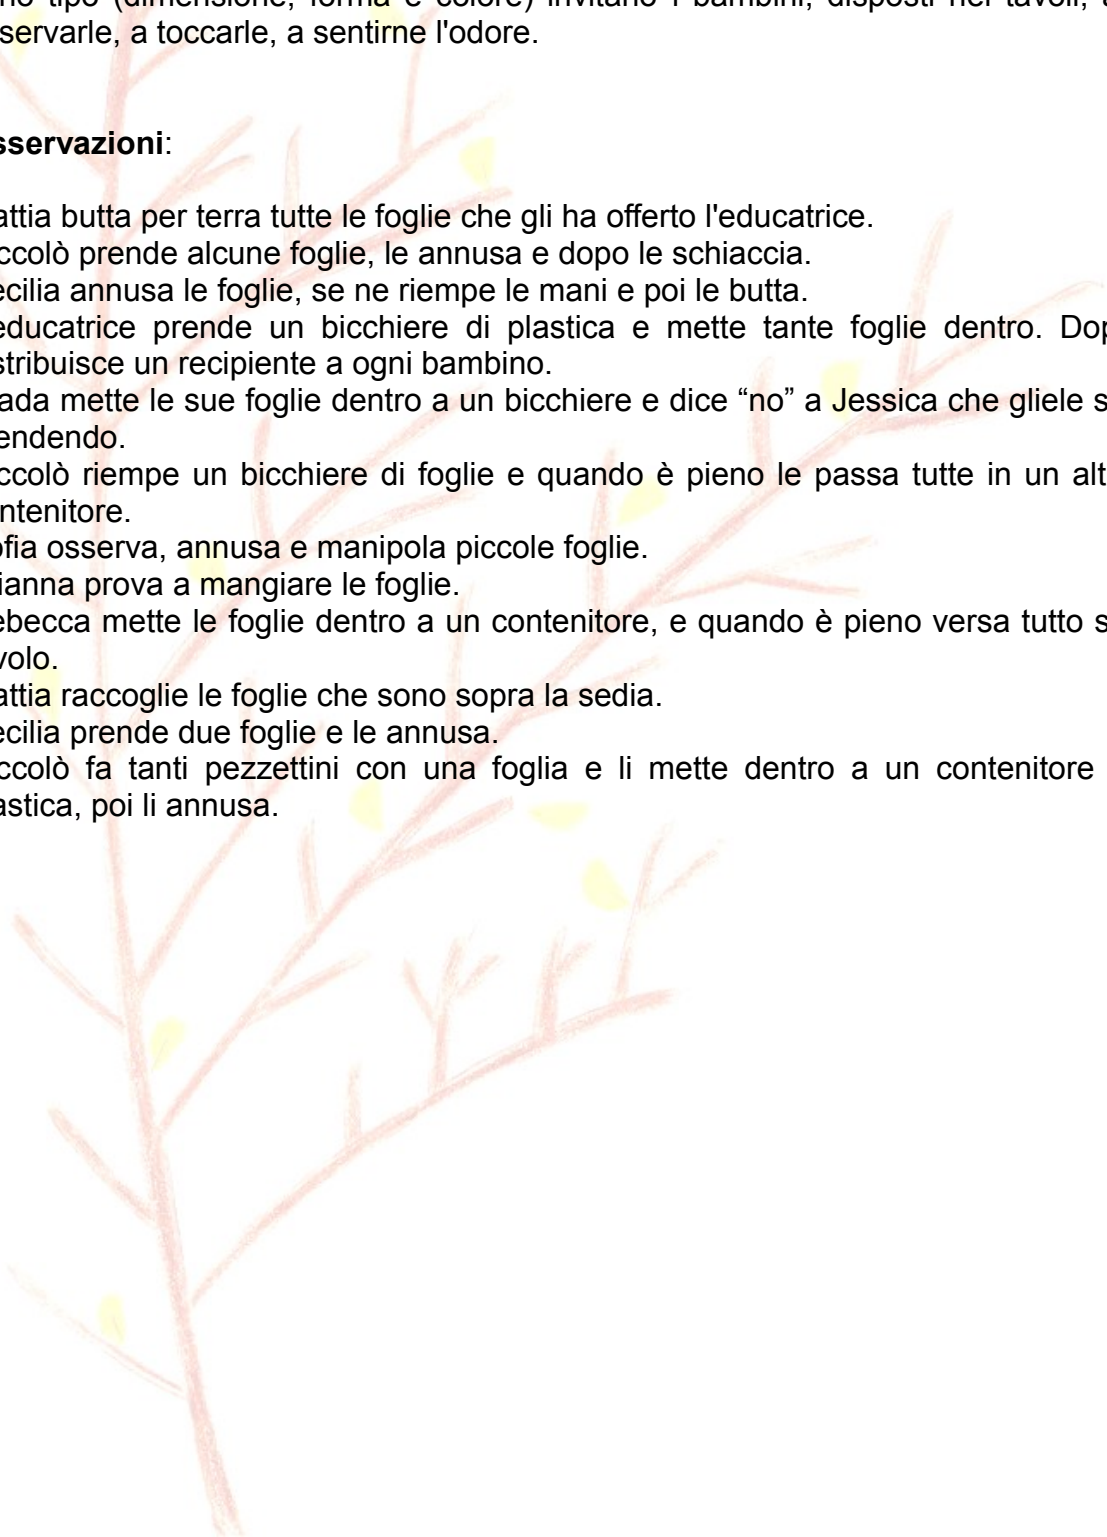 no tipo (dimensione, forma e colore) invitano i bambini, disposti nei tavoli, a
servarle, a toccarle, a sentirne l'odore.
sservazioni:
attia butta per terra tutte le foglie che gli ha offerto l'educatrice.
ccolò prende alcune foglie, le annusa e dopo le schiaccia.
ecilia annusa le foglie, se ne riempe le mani e poi le butta.
educatrice prende un bicchiere di plastica e mette tante foglie dentro. Dop
stribuisce un recipiente a ogni bambino.
ada mette le sue foglie dentro a un bicchiere e dice “no” a Jessica che gliele s
endendo.
ccolò riempe un bicchiere di foglie e quando è pieno le passa tutte in un alt
ntenitore.
ofia osserva, annusa e manipola piccole foglie.
ianna prova a mangiare le foglie.
ebecca mette le foglie dentro a un contenitore, e quando è pieno versa tutto s
volo.
attia raccoglie le foglie che sono sopra la sedia.
ecilia prende due foglie e le annusa.
ccolò fa tanti pezzettini con una foglia e li mette dentro a un contenitore
astica, poi li annusa.